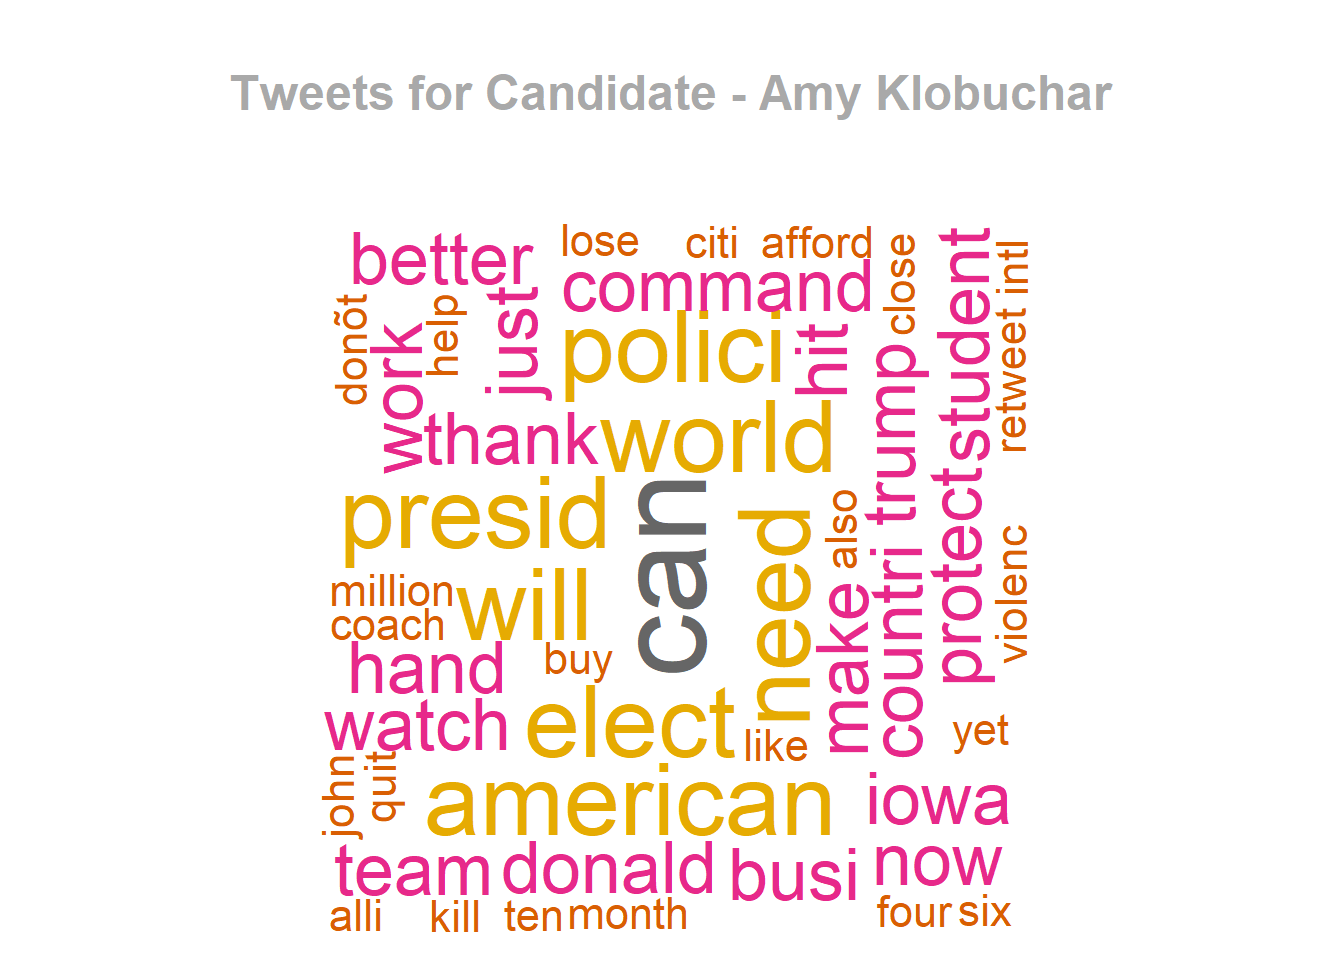 Tweets for Candidate - Amy Klobuchar
lose
citi
afford
better
command
close
student
intl
donõt
help
just
work
polici
hit
trump
retweet
thank
world
presid
can
need
also
protect
violenc
million
will
make
countri
coach
hand
buy
watch
elect
like
yet
john
quit
american
iowa
team
donald
busi
now
alli
kill
ten
month
four
six